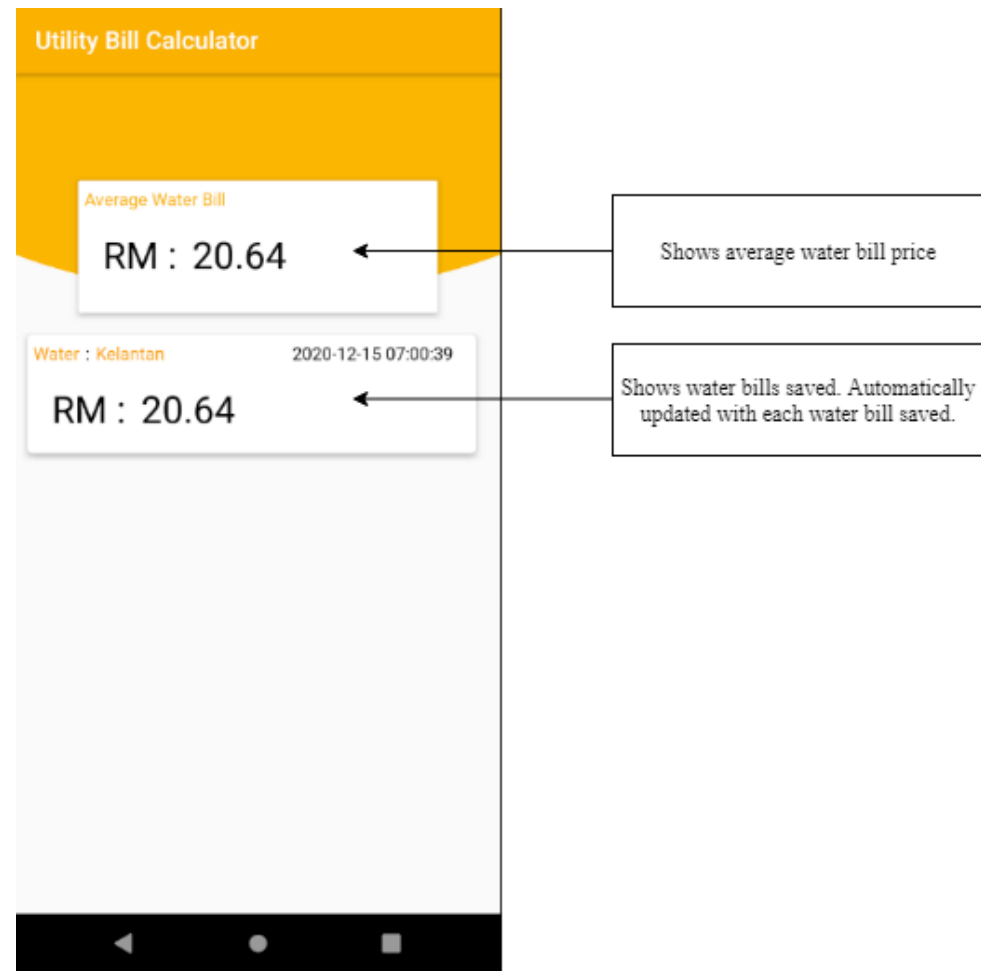 Utility Bill Calculator
Average Water Bill
RM : 20.64
Shows average water bill price
Water : Kelantan 2020-12-15 07:00:39
RM : 20.64
Shows water bills saved. Automatically
updated with each water bill saved.